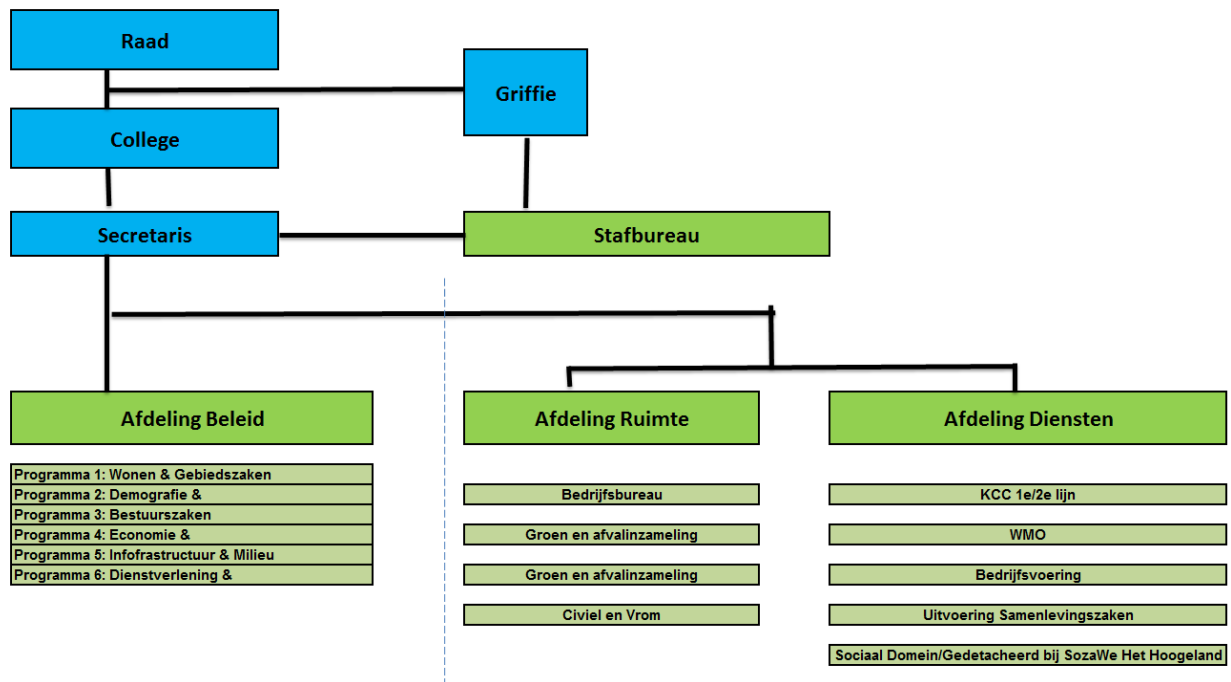 Raad
Griffie
College
Secretaris
Stafbureau
Afdeling Beleid
Afdeling Ruimte
Afdeling Diensten
Programma 1: Wonen & Gebiedszaken
Programma 2: Demografie &
Programma 3: Bestuurszaken
Programma 4: Economie &
Programma 5: Infofrastructuur & Milieu
Programma 6: Dienstverlening &
Bedrijfsbureau
Groen en afvalinzameling
Groen en afvalinzameling
Civiel en Vrom
KCC 1e/2e lijn
WMO
Bedrijfsvoering
Uitvoering Samenlevingszaken
Sociaal Domein/Gedetacheerd bij SozaWe Het Hoogeland